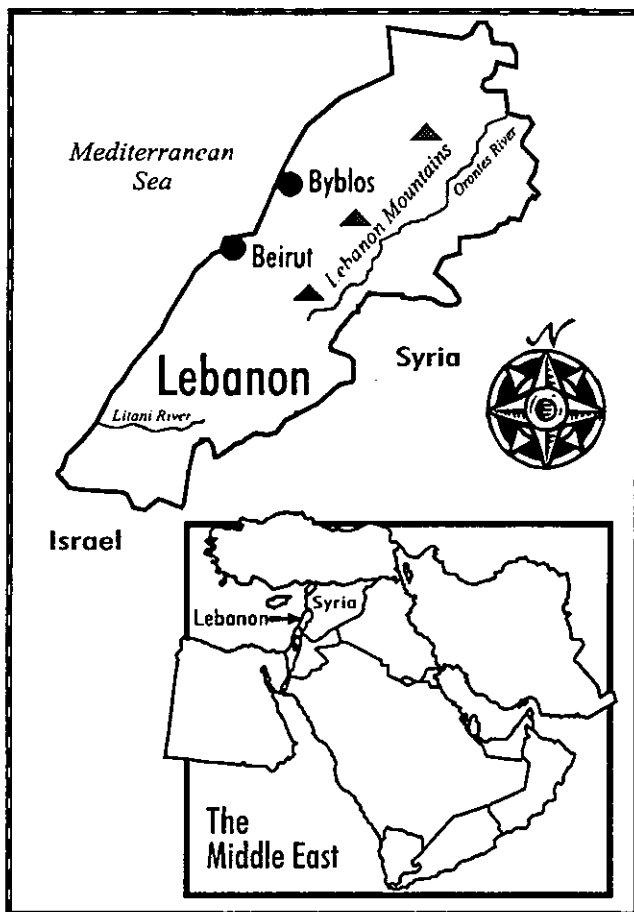 Mediterranean
Sea
Byblos
Beirut
Lebanon Mountains
Orontes River
Syria
Lebanon
Litani River
N
Israel
Syria
Lebanon
The
Middle East